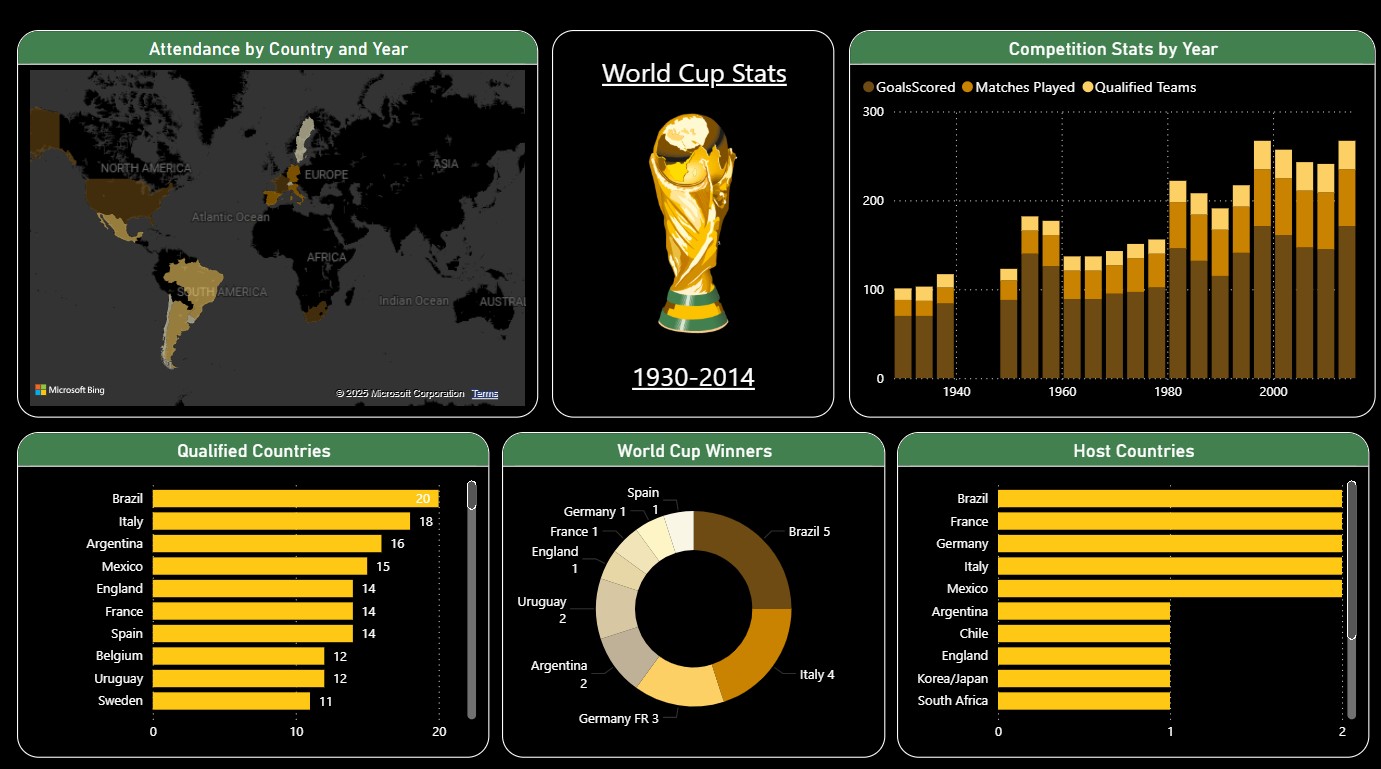 Attendance by Country and Year
NORTH AMERICA
EUROPE
ASIA
Atlantic Ocean
AFRICA
SOUTH AMERICA
Indian Ocean
AUSTRAL
Microsoft Bing
© 2025 Microsoft Corporation Terms
World Cup Stats
1930-2014
Competition Stats by Year
GoalsScored Matches Played Qualified Teams
300
200
100
0
1940 1960 1980 2000
Qualified Countries
Brazil 20
Italy 18
Argentina 16
Mexico 15
England 14
France 14
Spain 14
Belgium 12
Uruguay 12
Sweden 11
0 10 20
World Cup Winners
Spain
1
Germany 1
France 1
England
1
Uruguay
2
Argentina
2
Germany FR 3
Brazil 5
Italy 4
Host Countries
Brazil
France
Germany
Italy
Mexico
Argentina
Chile
England
Korea/Japan
South Africa
0 1 2